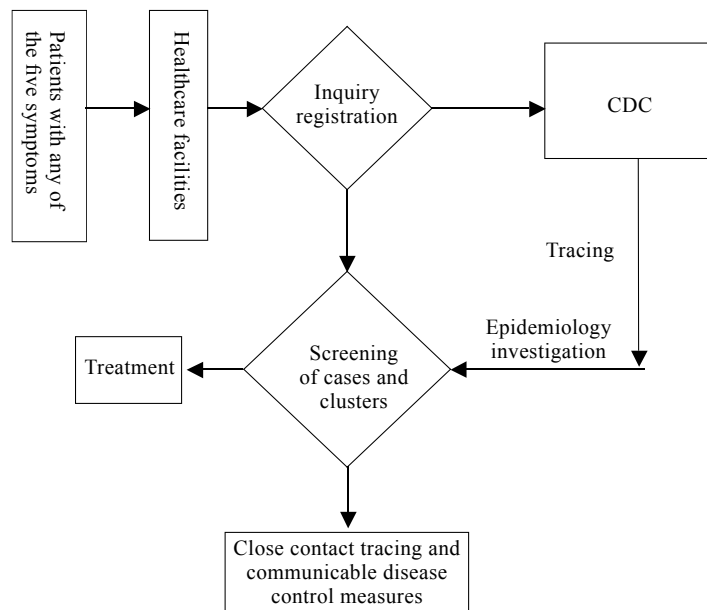 Patients with any of
the five symptoms
Healthcare facilities
Inquiry
registration
CDC
Tracing
Epidemiology
investigation
Screening
of cases and
clusters
Treatment
Close contact tracing and
communicable disease
control measures